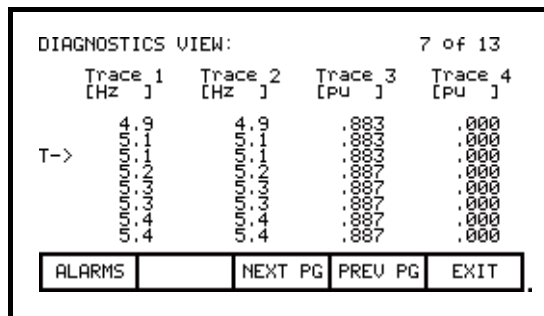 DIAGNOSTICS VIEW: 7 of 13
Trace 1 Trace 2 Trace 3 Trace 4
[Hz ] [Hz ] [pu ] [pu ]
4.9 4.9 .883 .000
5.1 5.1 .883 .000
T-> 5.1 5.1 .883 .000
5.2 5.2 .887 .000
5.3 5.3 .887 .000
5.3 5.3 .887 .000
5.4 5.4 .887 .000
5.4 5.4 .887 .000
ALARMS NEXT PG PREV PG EXIT